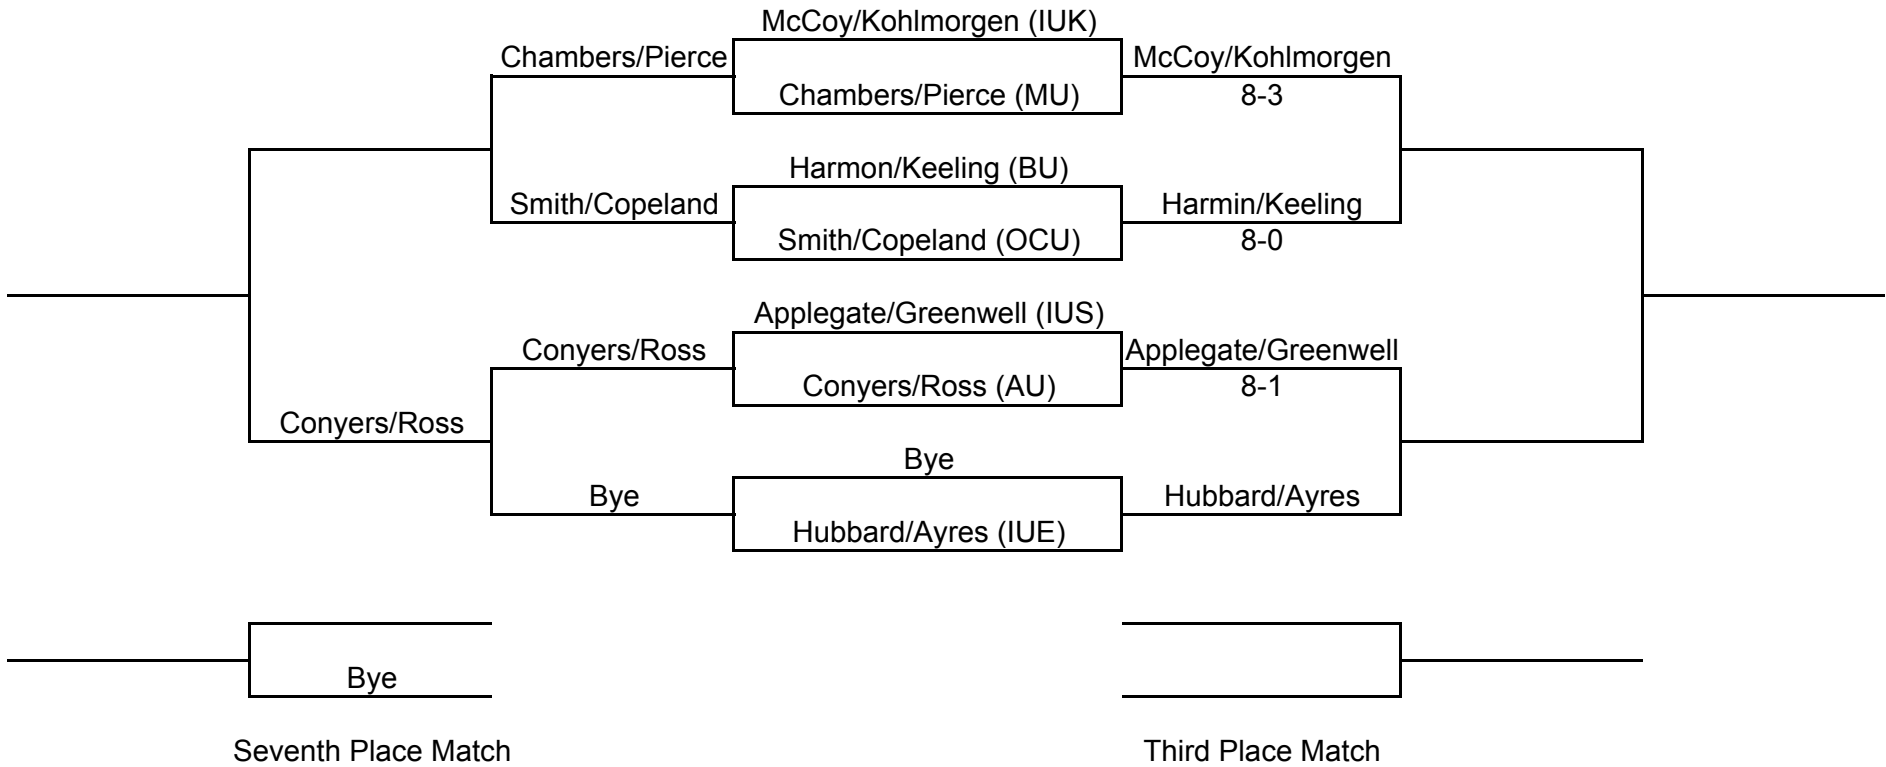 McCoy/Kohlmorgen (IUK)
Chambers/Pierce
McCoy/Kohlmorgen
Chambers/Pierce (MU)
8-3
Harmon/Keeling (BU)
Smith/Copeland
Harmin/Keeling
Smith/Copeland (OCU)
8-0
Applegate/Greenwell (IUS)
Conyers/Ross
Applegate/Greenwell
Conyers/Ross (AU)
8-1
Conyers/Ross
Bye
Bye
Hubbard/Ayres
Hubbard/Ayres (IUE)
Bye
Seventh Place Match
Third Place Match